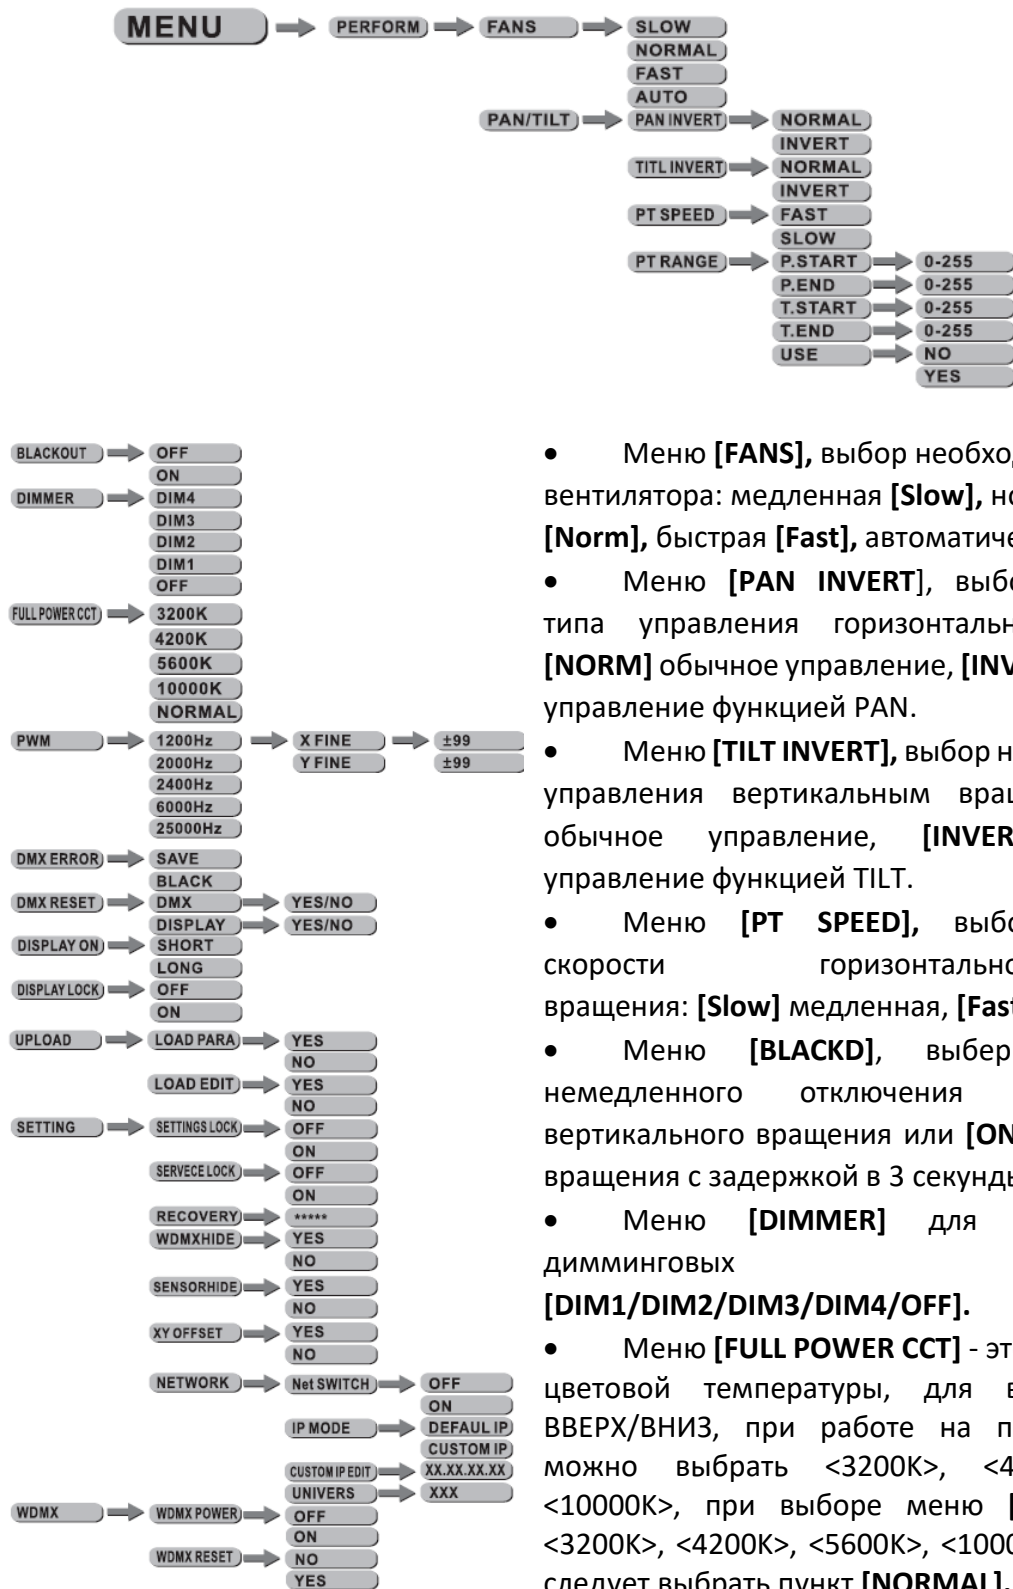 MENU PERFORM FANS SLOW
NORMAL
FAST
AUTO
PAN/TILT PAN INVERT NORMAL
INVERT
TITL INVERT NORMAL
INVERT
PT SPEED FAST
SLOW
PT RANGE P.START 0-255
P.END 0-255
T.START 0-255
T.END 0-255
USE NO
YES
BLACKOUT OFF
ON
DIMMER DIM4
DIM3
DIM2
DIM1
OFF
FULL POWER CCT 3200K
4200K
5600K
10000K
NORMAL
PWM 1200Hz X FINE ±99
2000Hz Y FINE ±99
2400Hz
6000Hz
25000Hz
DMX ERROR SAVE
BLACK
DMX RESET DMX YES/NO
DISPLAY YES/NO
DISPLAY ON SHORT
LONG
DISPLAY LOCK OFF
ON
UPLOAD LOAD PARA YES
NO
LOAD EDIT YES
NO
SETTING SETTINGS LOCK OFF
ON
SERVECE LOCK OFF
ON
RECOVERY *****
WDMXHIDE YES
NO
SENSORHIDE YES
NO
XY OFFSET YES
NO
NETWORK Net SWITCH OFF
ON
IP MODE DEFAUL IP
CUSTOM IP
CUSTOM IP EDIT XX.XX.XX.XX
UNIVERS XXX
WDMX WDMX POWER OFF
ON
WDMX RESET NO
YES
• Меню [FANS], выбор необхо
вентилятора: медленная [Slow], но
[Norm], быстрая [Fast], автоматиче
• Меню [PAN INVERT], выбо
типа управления горизонтальн
[NORM] обычное управление, [INV
управление функцией PAN.
• Меню [TILT INVERT], выбор н
управления вертикальным вращ
обычное управление, [INVER
управление функцией TILT.
• Меню [PT SPEED], выбо
скорости горизонтально
вращения: [Slow] медленная, [Fast
• Меню [BLACKD], выбер
немедленного отключения
вертикального вращения или [ON
вращения с задержкой в 3 секунды
• Меню [DIMMER] для
димминговых
[DIM1/DIM2/DIM3/DIM4/OFF].
• Меню [FULL POWER CCT] - эт
цветовой температуры, для в
ВВЕРХ/ВНИЗ, при работе на п
можно выбрать <3200K>, <4
<10000K>, при выборе меню [
<3200K>, <4200K>, <5600K>, <1000
следует выбрать пункт [NORMAL].